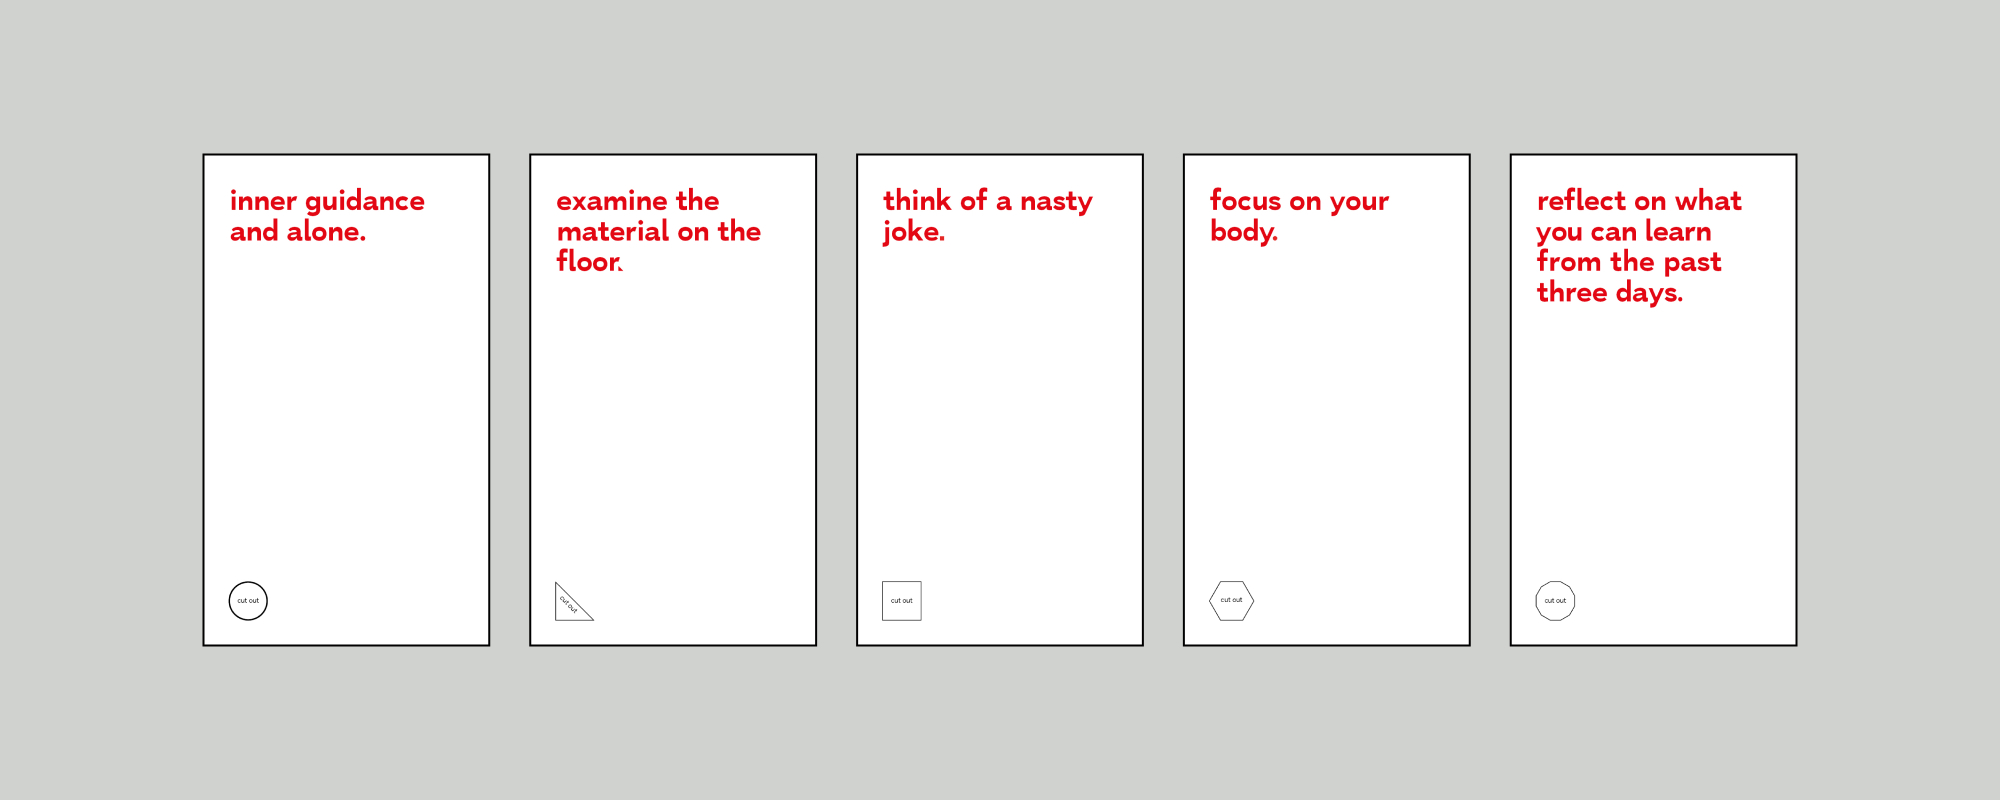 inner guidance
and alone.
cut out
examine the
material on the
floor.
cut out
think of a nasty
joke.
cut out
focus on your
body.
cut out
reflect on what
you can learn
from the past
three days.
cut out